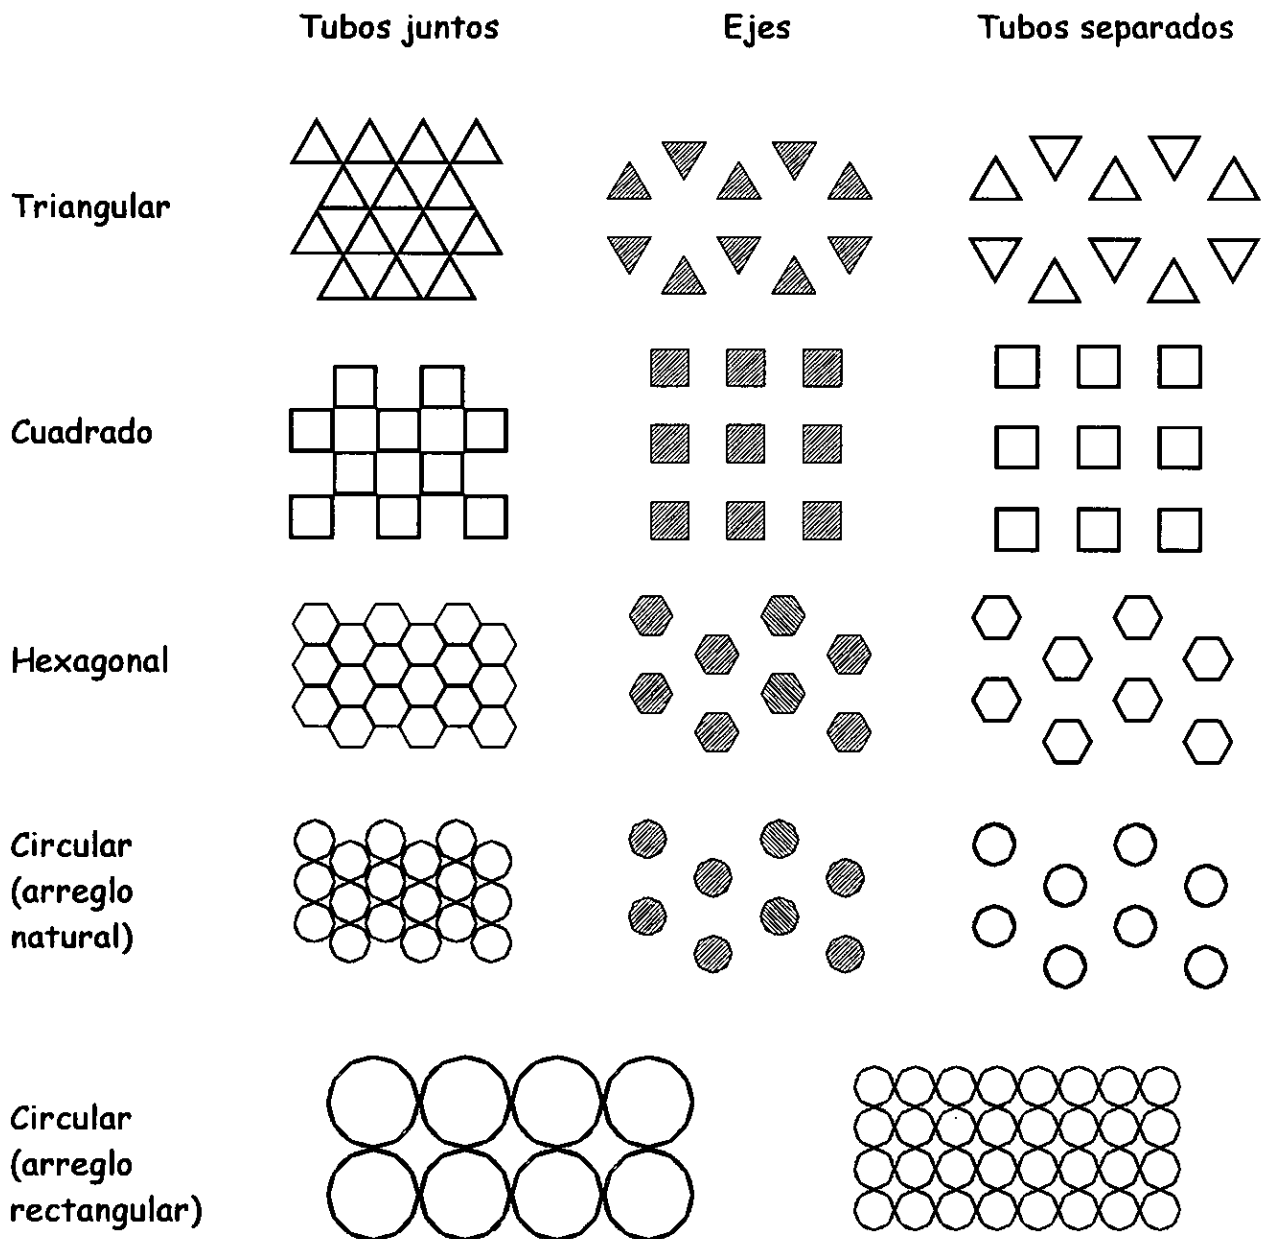 Tubos juntos
Ejes
Tubos separados
Triangular
Cuadrado
Hexagonal
Circular
(arreglo
natural)
Circular
(arreglo
rectangular)